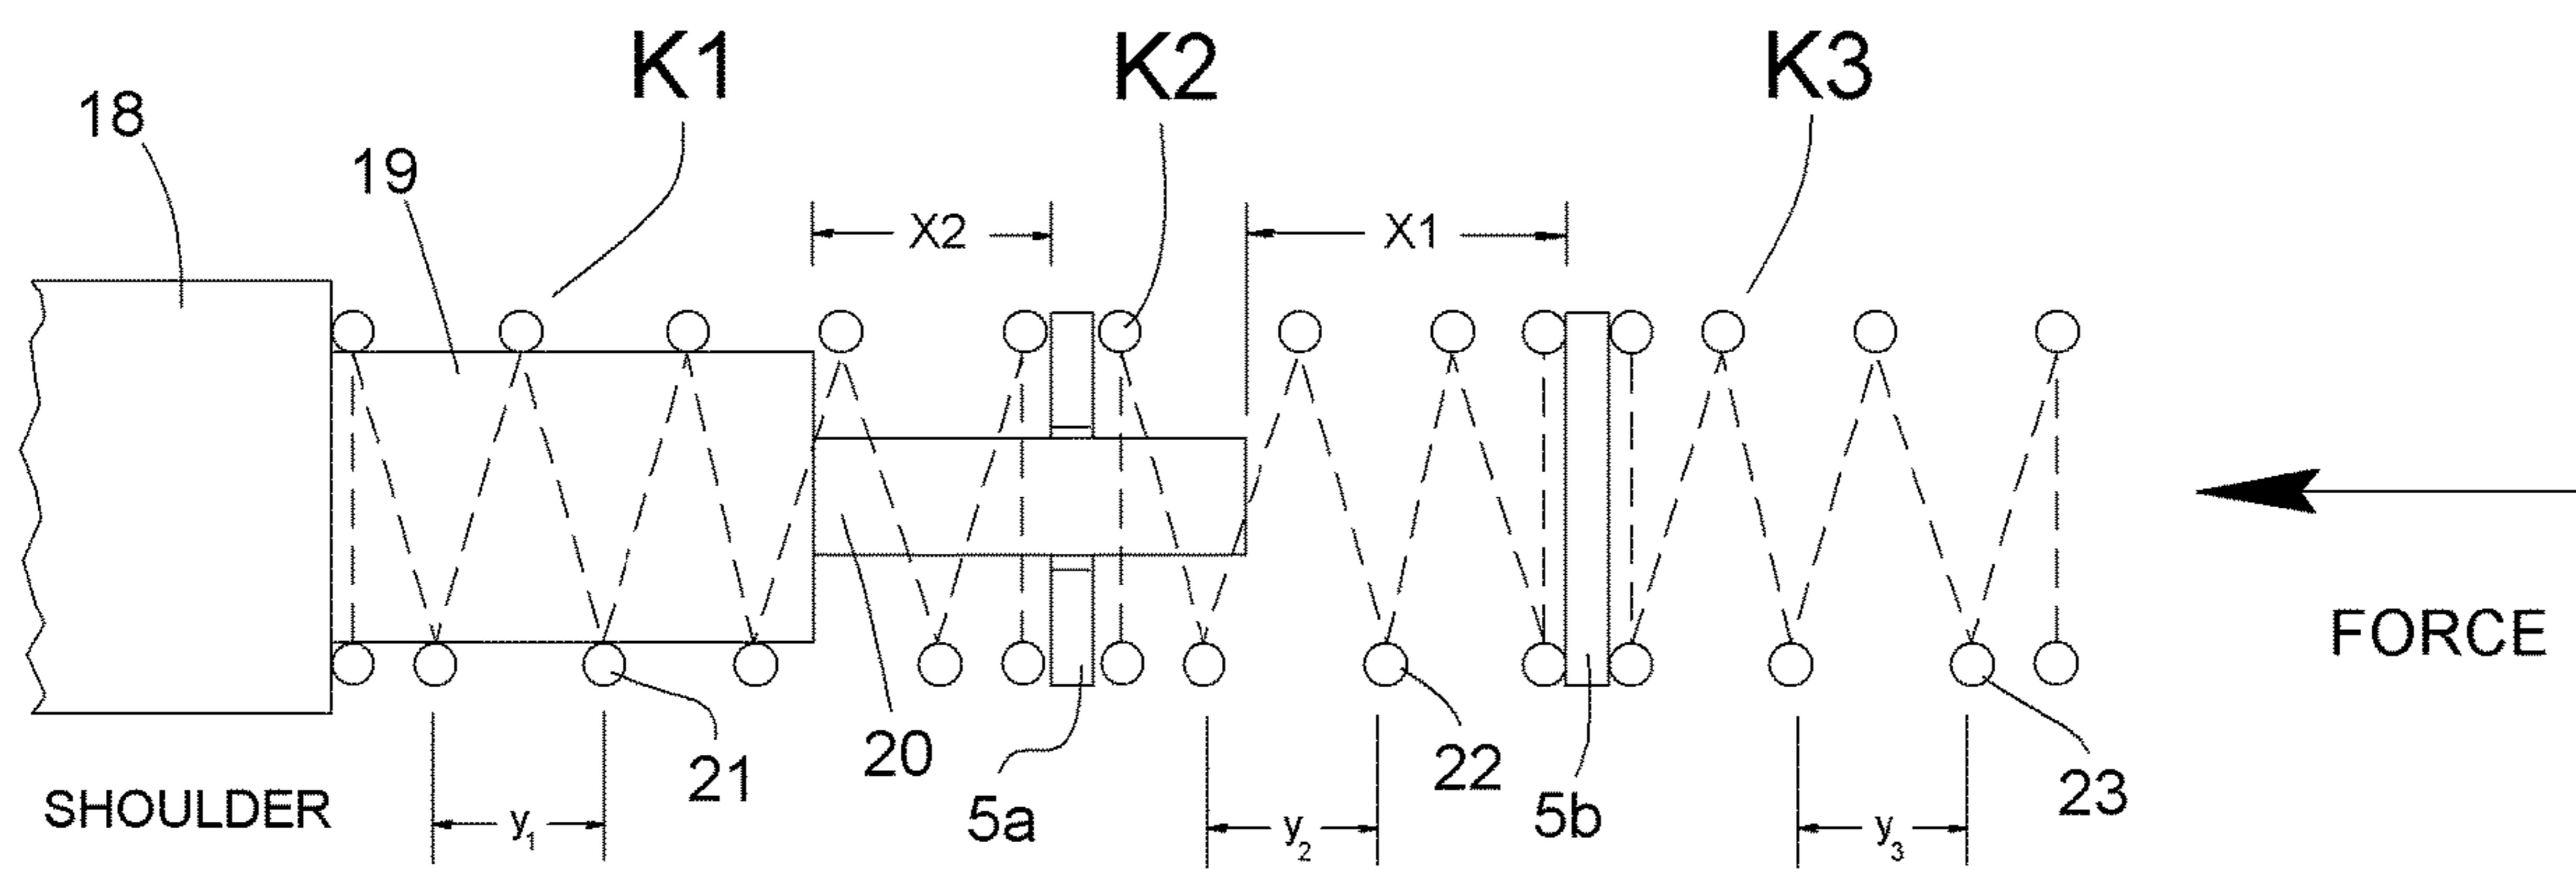 K1
K2
K3
18
19
X2
X1
FORCE
20
21
22
23
5a
5b
SHOULDER
y₁
y₂
y₃